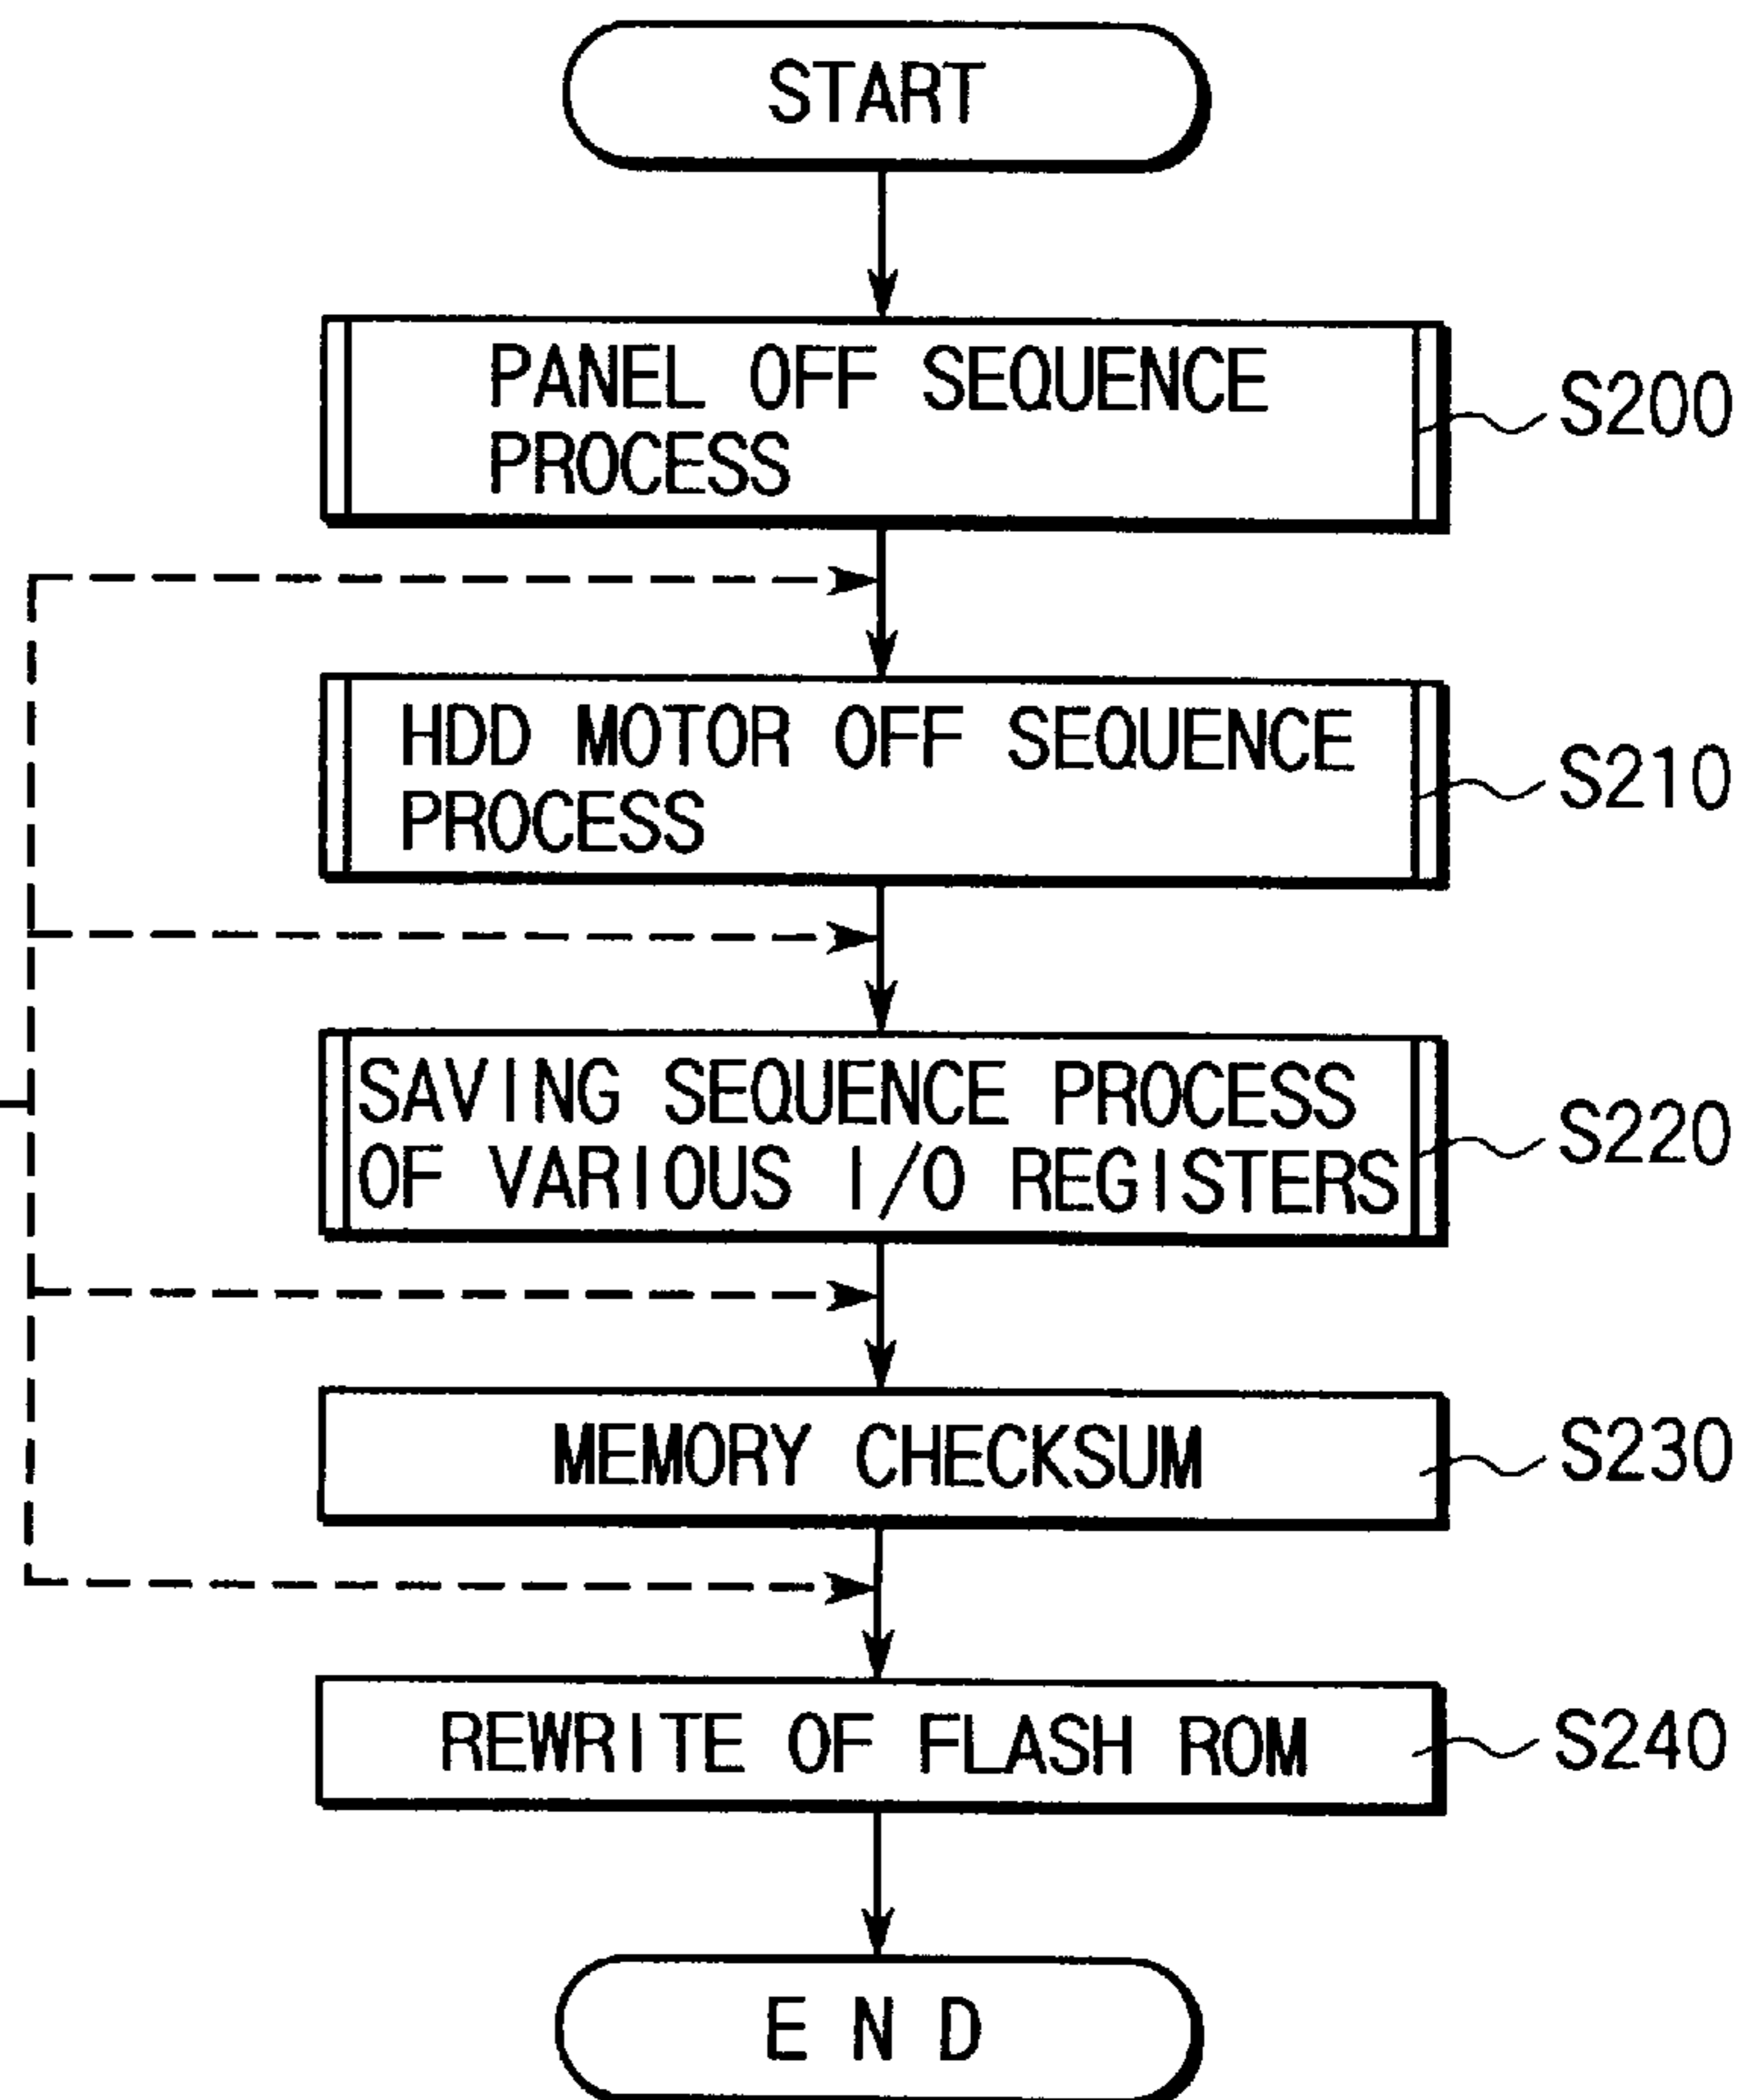 START
PANEL OFF SEQUENCE
PROCESS
S200
HDD MOTOR OFF SEQUENCE
PROCESS
S210
SAVING SEQUENCE PROCESS
OF VARIOUS I/O REGISTERS
S220
MEMORY CHECKSUM
S230
REWRITE OF FLASH ROM
S240
END